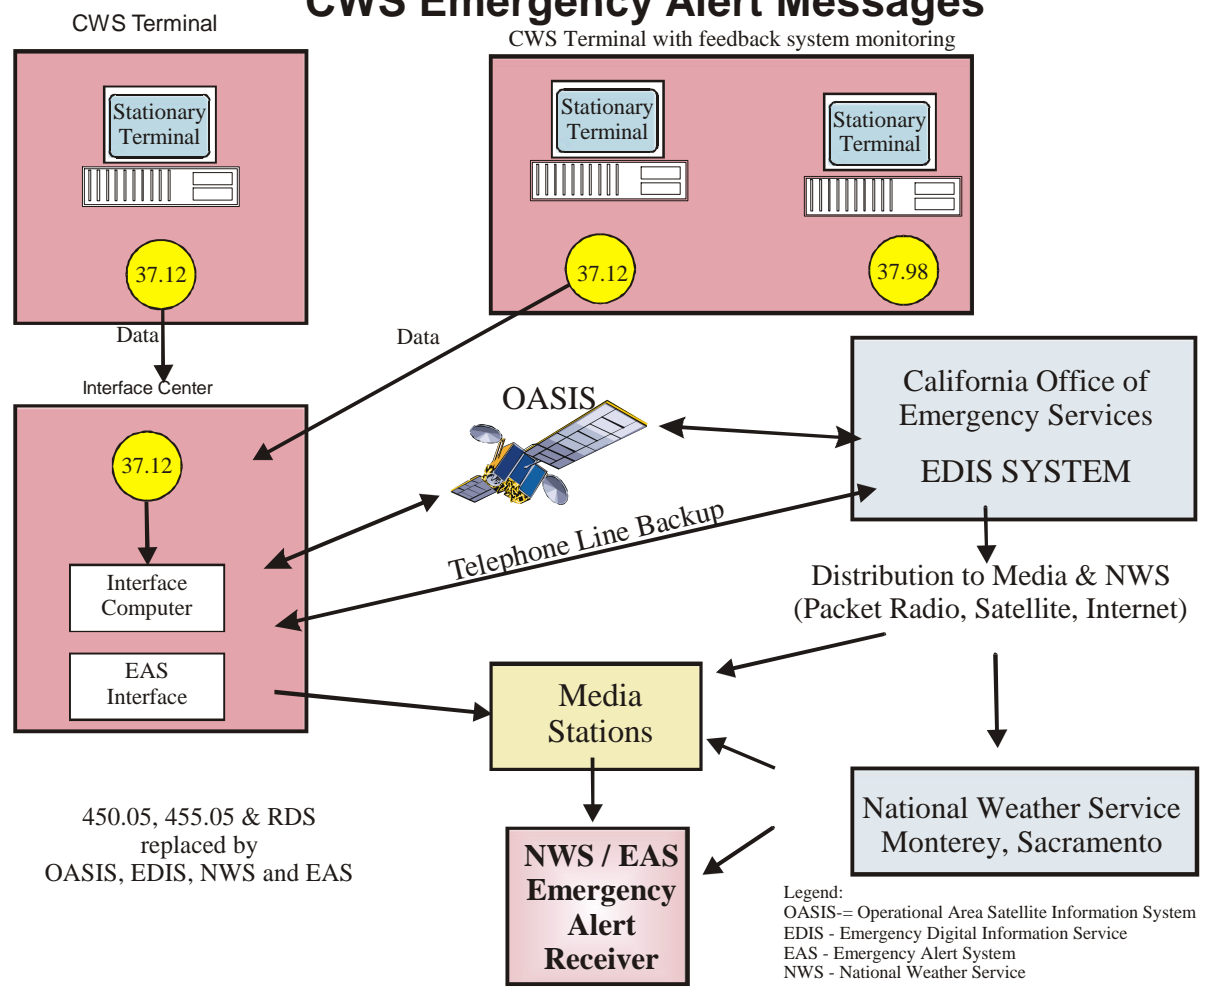 CWS Emergency Alert Messages
CWS Terminal
CWS Terminal with feedback system monitoring
Stationary
Terminal
Stationary
Terminal
Stationary
Terminal
37.12
37.12
37.98
Data
Data
Interface Center
37.12
Interface
Computer
EAS
Interface
OASIS
Telephone Line Backup
California Office of
Emergency Services
EDIS SYSTEM
Distribution to Media & NWS
(Packet Radio, Satellite, Internet)
Media
Stations
National Weather Service
Monterey, Sacramento
NWS / EAS
Emergency
Alert
Receiver
450.05, 455.05 & RDS
replaced by
OASIS, EDIS, NWS and EAS
Legend:
OASIS-= Operational Area Satellite Information System
EDIS - Emergency Digital Information Service
EAS - Emergency Alert System
NWS - National Weather Service